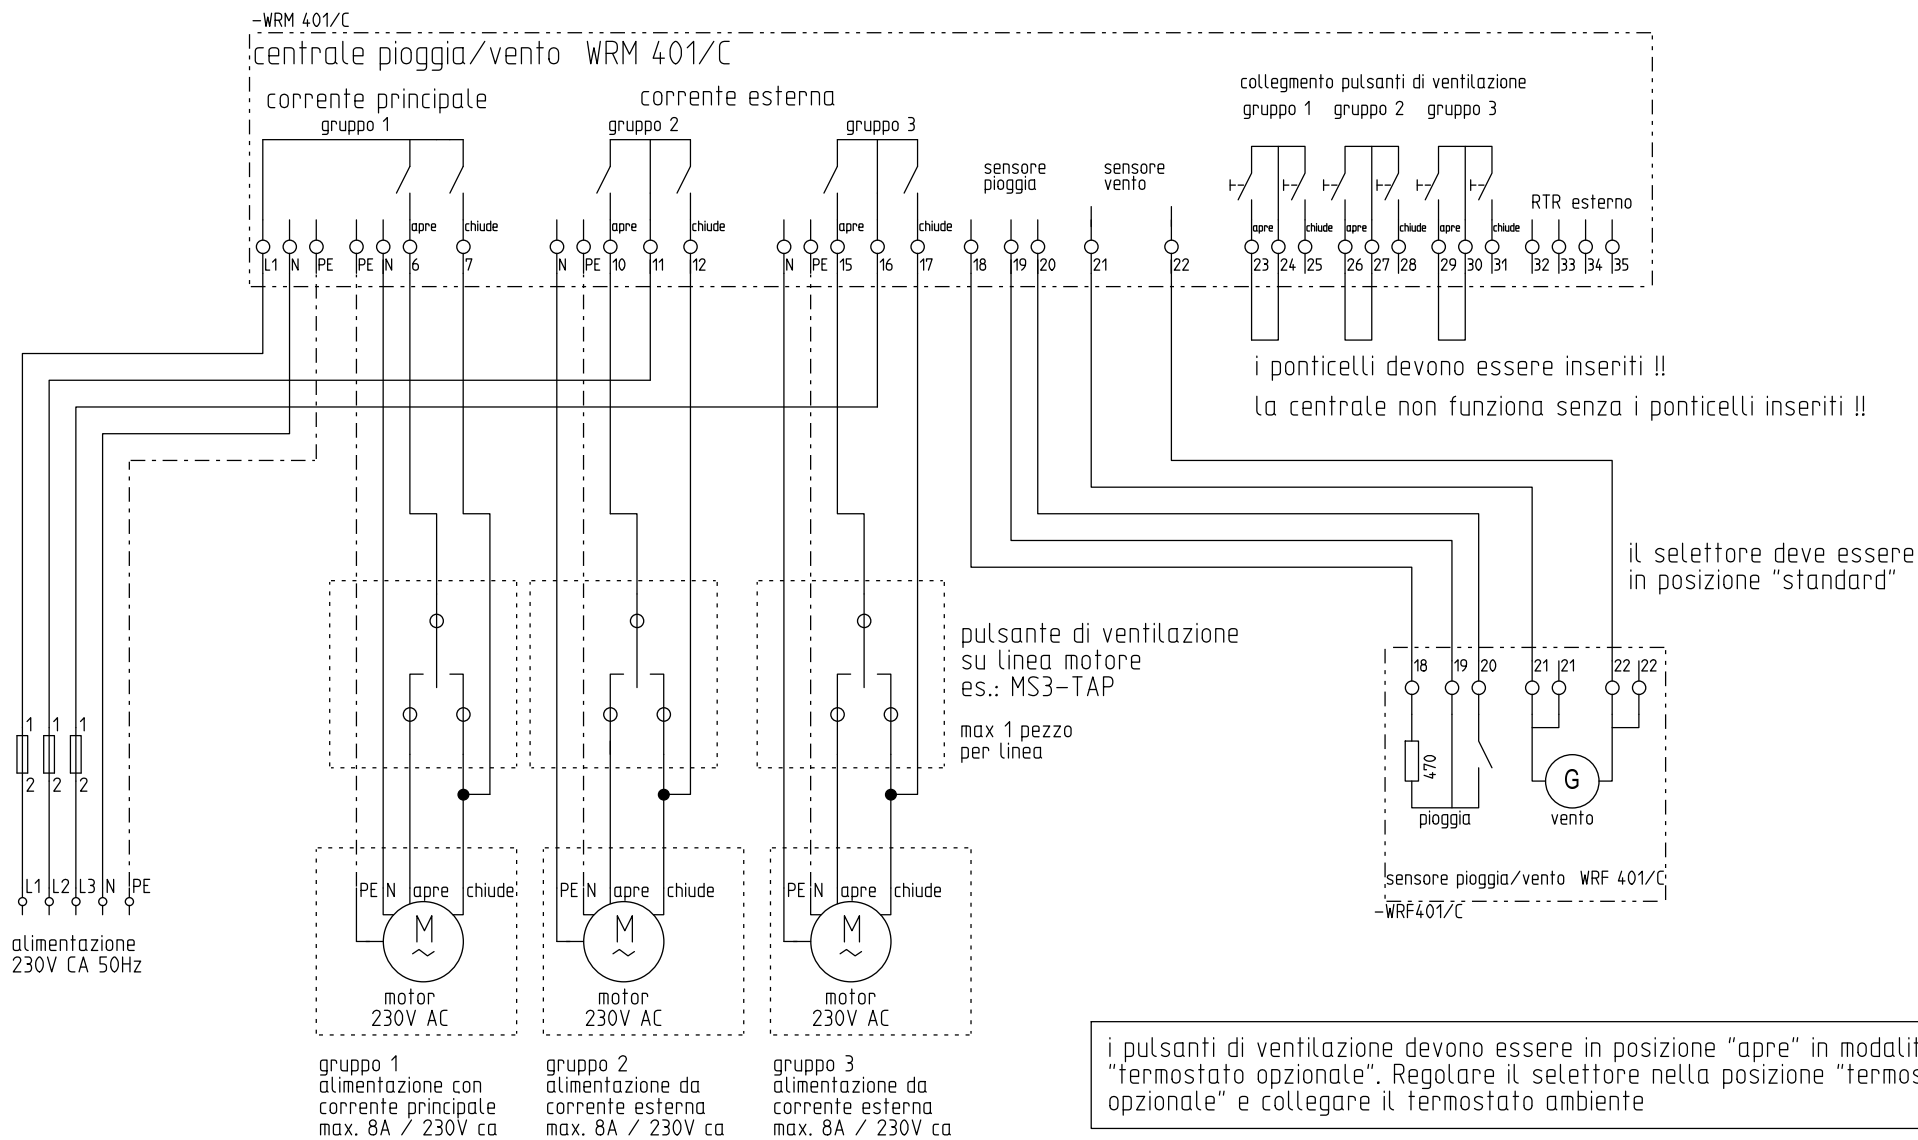 -WRM 401/C
centrale pioggia/vento WRM 401/C
corrente principale
corrente esterna
collegmento pulsanti di ventilazione
gruppo 1 gruppo 2 gruppo 3
gruppo 1
gruppo 2
gruppo 3
sensore
pioggia
sensore
vento
RTR esterno
apre chiude apre chiude apre chiude apre chiude apre chiude apre chiude
L1 N PE PE N 6 7 N PE 10 11 12 N PE 15 16 17 18 19 20 21 22 23 24 25 26 27 28 29 30 31 32 33 34 35
i ponticelli devono essere inseriti !!
la centrale non funziona senza i ponticelli inseriti !!
il selettore deve essere
in posizione "standard"
pulsante di ventilazione
su linea motore
es.: MS3-TAP
max 1 pezzo
per linea
18 19 20 21 21 22 22
470
G
pioggia
vento
sensore pioggia/vento WRF 401/C
-WRF401/C
1 1 1
2 2 2
L1 L2 L3 N PE
alimentazione
230V CA 50Hz
PE N apre chiude
M
~
motor
230V AC
PE N apre chiude
M
~
motor
230V AC
PE N apre chiude
M
~
motor
230V AC
gruppo 1
alimentazione con
corrente principale
max. 8A / 230V ca
gruppo 2
alimentazione da
corrente esterna
max. 8A / 230V ca
gruppo 3
alimentazione da
corrente esterna
max. 8A / 230V ca
i pulsanti di ventilazione devono essere in posizione "apre" in modalit
"termostato opzionale". Regolare il selettore nella posizione "termos
opzionale" e collegare il termostato ambiente